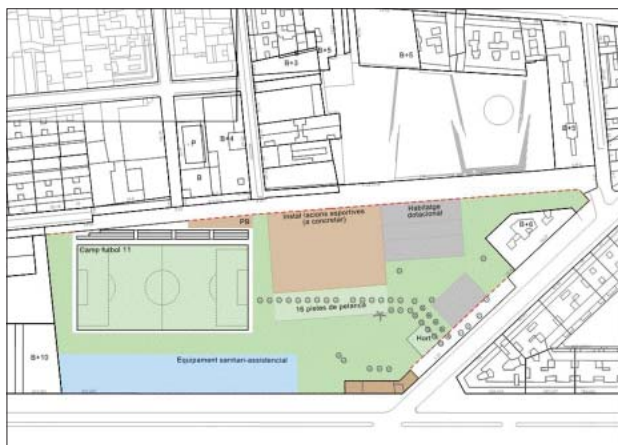 B+5
B+3
B+5
P
B+4
B
B+5
Habitatge
dotacional
PB
Instal·lacions esportives
(a concretar)
B+6
Camp futbol 11
16 pistes de petanca
Hort
Equipament sanitari-assistencial
B+10